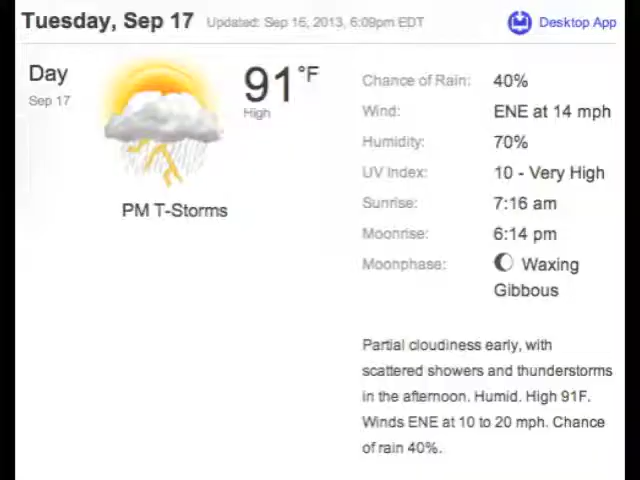 Tuesday, Sep 17 Updated: Sep 16, 2013, 6:09pm EDT Desktop App
Day
Sep 17
91°F
High
PM T-Storms
Chance of Rain: 40%
Wind: ENE at 14 mph
Humidity: 70%
UV Index: 10 - Very High
Sunrise: 7:16 am
Moonrise: 6:14 pm
Moonphase: Waxing
Gibbous
Partial cloudiness early, with
scattered showers and thunderstorms
in the afternoon. Humid. High 91F.
Winds ENE at 10 to 20 mph. Chance
of rain 40%.